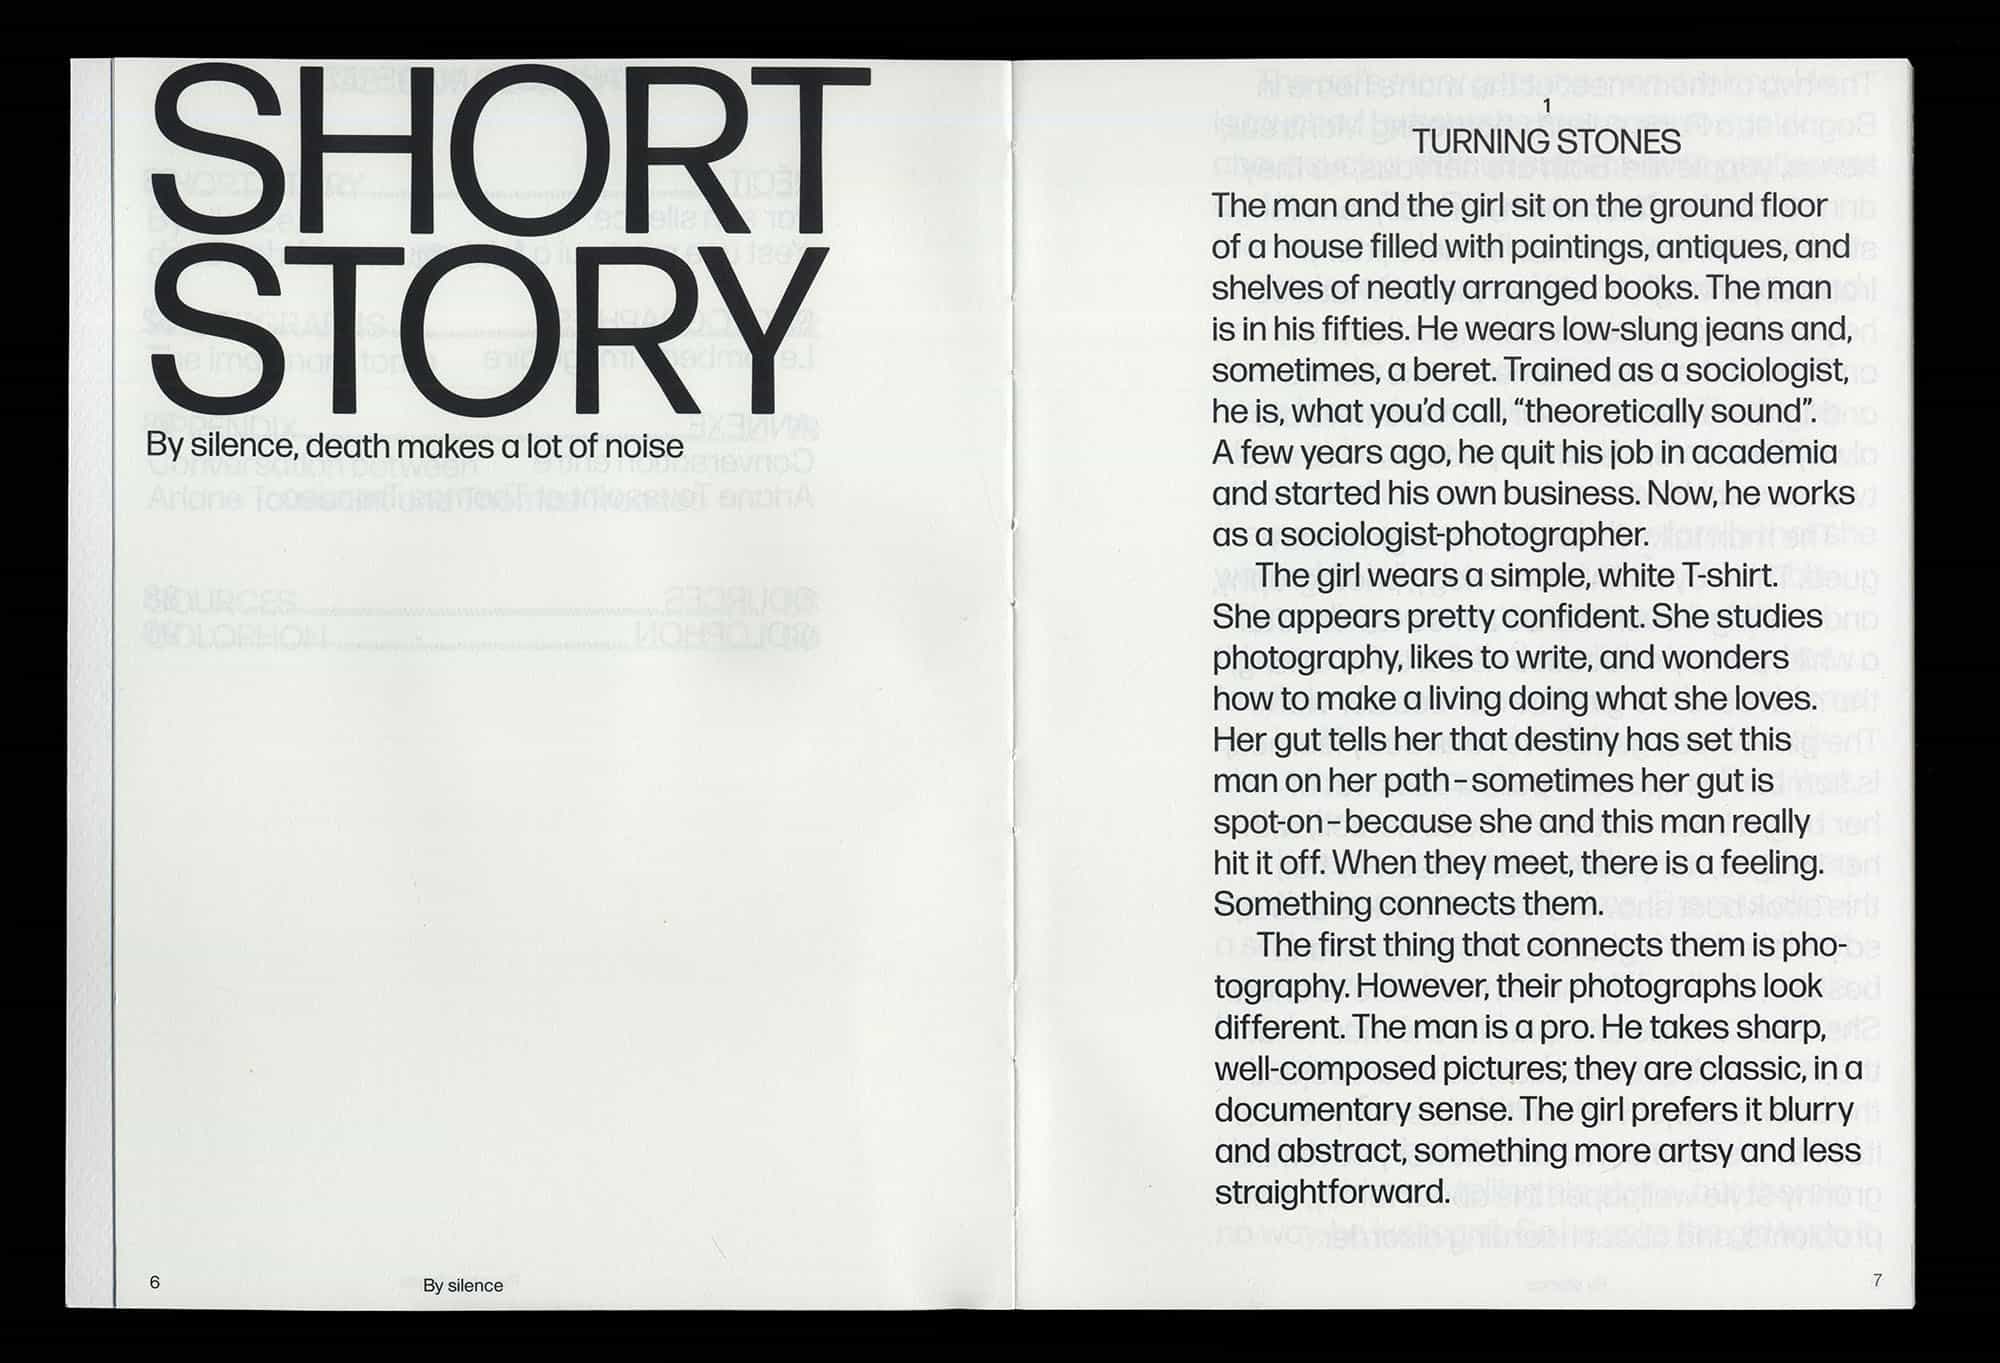 SHORT
STORY
By silence, death makes a lot of noise
6
By silence
1
TURNING STONES
The man and the girl sit on the ground floor
of a house filled with paintings, antiques, and
shelves of neatly arranged books. The man
is in his fifties. He wears low-slung jeans and,
sometimes, a beret. Trained as a sociologist,
he is, what you’d call, “theoretically sound”.
A few years ago, he quit his job in academia
and started his own business. Now, he works
as a sociologist-photographer.
The girl wears a simple, white T-shirt.
She appears pretty confident. She studies
photography, likes to write, and wonders
how to make a living doing what she loves.
Her gut tells her that destiny has set this
man on her path – sometimes her gut is
spot-on – because she and this man really
hit it off. When they meet, there is a feeling.
Something connects them.
The first thing that connects them is pho-
tography. However, their photographs look
different. The man is a pro. He takes sharp,
well-composed pictures; they are classic, in a
documentary sense. The girl prefers it blurry
and abstract, something more artsy and less
straightforward.
7